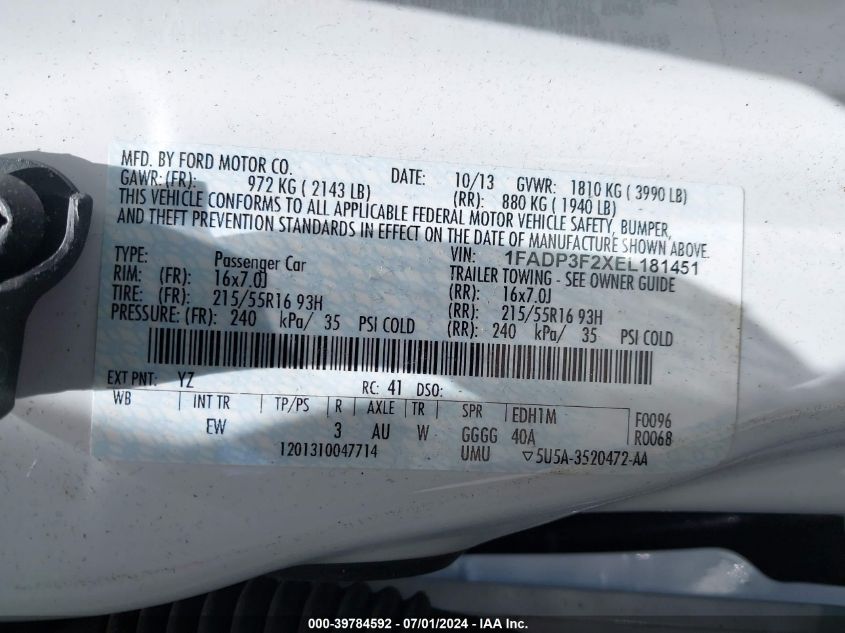 MFD. BY FORD MOTOR CO. DATE: 10/13 GVWR: 1810 KG ( 3990 LB)
GAWR: (FR): 972 KG ( 2143 LB) (RR): 880 KG ( 1940 LB)
THIS VEHICLE CONFORMS TO ALL APPLICABLE FEDERAL MOTOR VEHICLE SAFETY, BUMPER,
AND THEFT PREVENTION STANDARDS IN EFFECT ON THE DATE OF MANUFACTURE SHOWN ABOVE.
VIN: 1FADP3F2XEL181451
TYPE: Passenger Car TRAILER TOWING - SEE OWNER GUIDE
RIM: (FR): 16x7.0J (RR): 16x7.0J
TIRE: (FR): 215/55R16 93H (RR): 215/55R16 93H
PRESSURE: (FR): 240 kPa/ 35 PSI COLD (RR): 240 kPa/ 35 PSI COLD
EXT PNT: YZ RC: 41 DSO:
WB INT TR TP/PS R AXLE TR SPR EDH1M F0096
EW 3 AU W GGGG 40A R0068
1201310047714 UMU ▽5U5A-3520472-AA
000-39784592 - 07/01/2024 - IAA Inc.